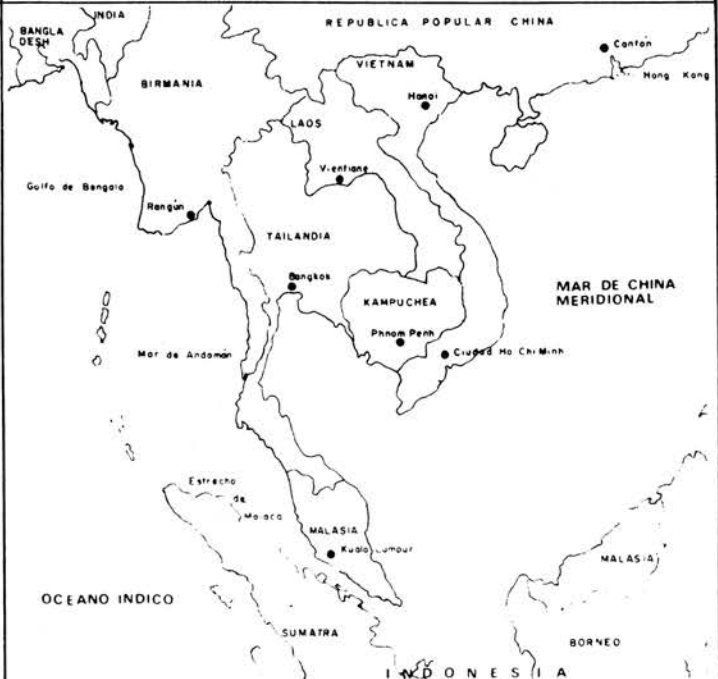 INDIA
REPUBLICA POPULAR CHINA
BANGLA
DESH
Cantón
VIETNAM
Hong Kong
BIRMANIA
Hanoi
LAOS
Vientiane
Golfo de Bengala
Rangún
TAILANDIA
Bangkok
MAR DE CHINA
MERIDIONAL
KAMPUCHEA
Phnom Penh
Mar de Andamán
Ciudad Ho Chi Minh
Estrecho
de
Malaca
MALASIA
Kuala Lumpur
MALASIA
OCEANO INDICO
SUMATRA
BORNEO
INDONESIA